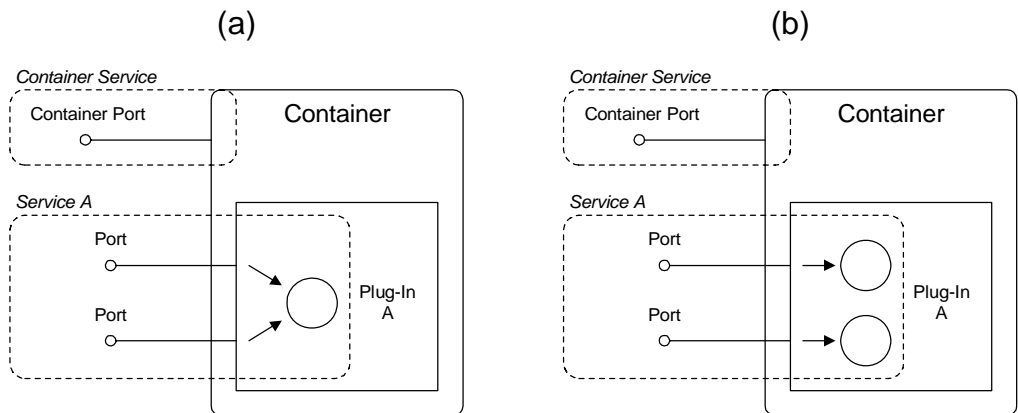 (a)
Container Service
Container Port
Container
Service A
Port
Port
Plug-In
A
(b)
Container Service
Container Port
Container
Service A
Port
Port
Plug-In
A